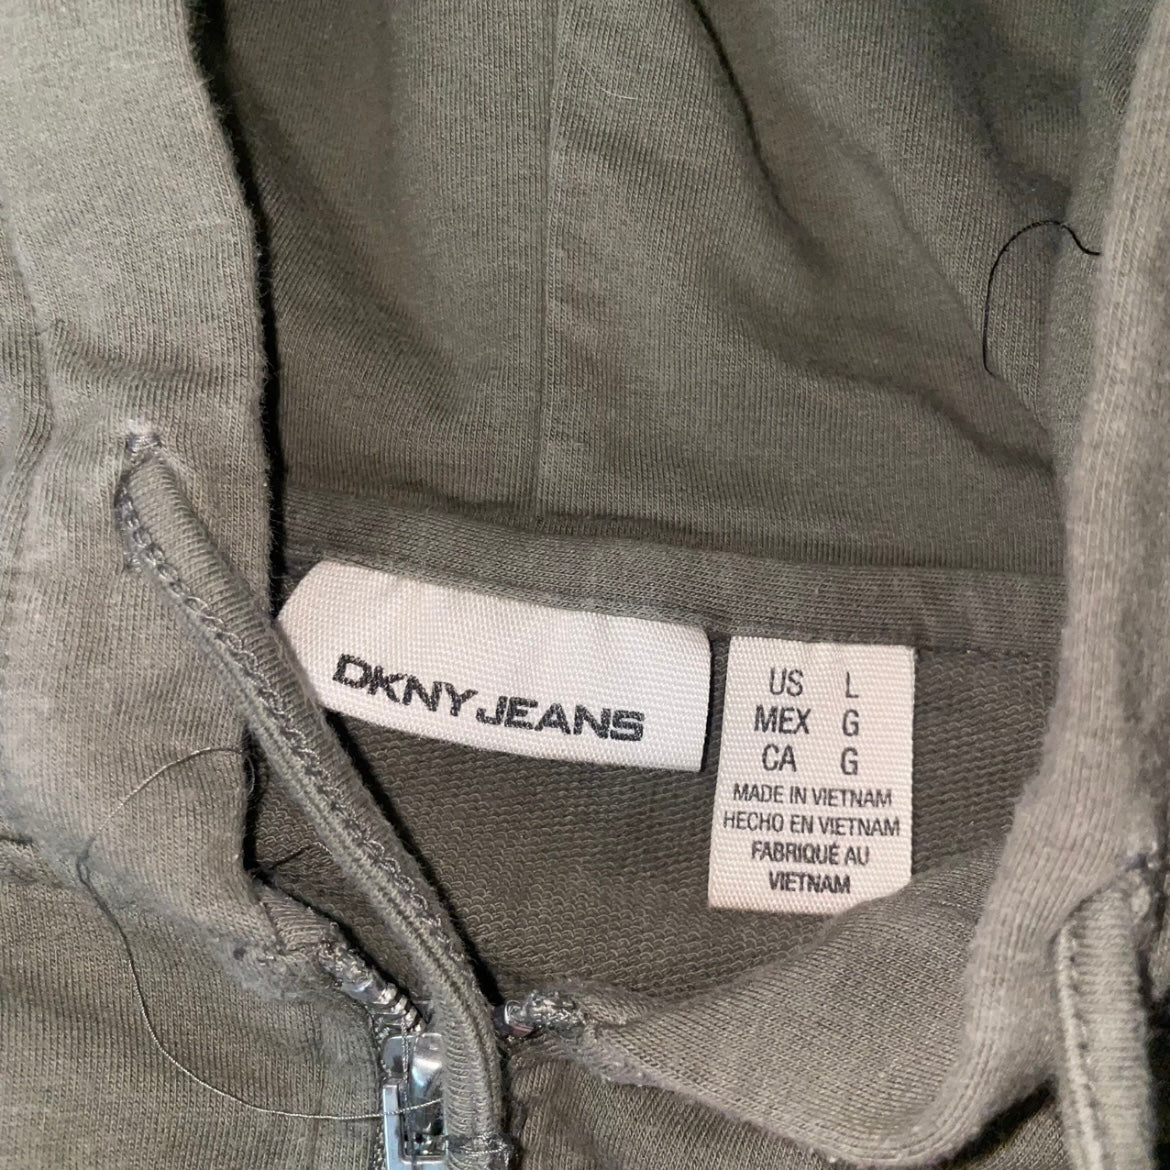 DKNY JEANS
US L
MEX G
CA G
MADE IN VIETNAM
HECHO EN VIETNAM
FABRIQUÉ AU
VIETNAM